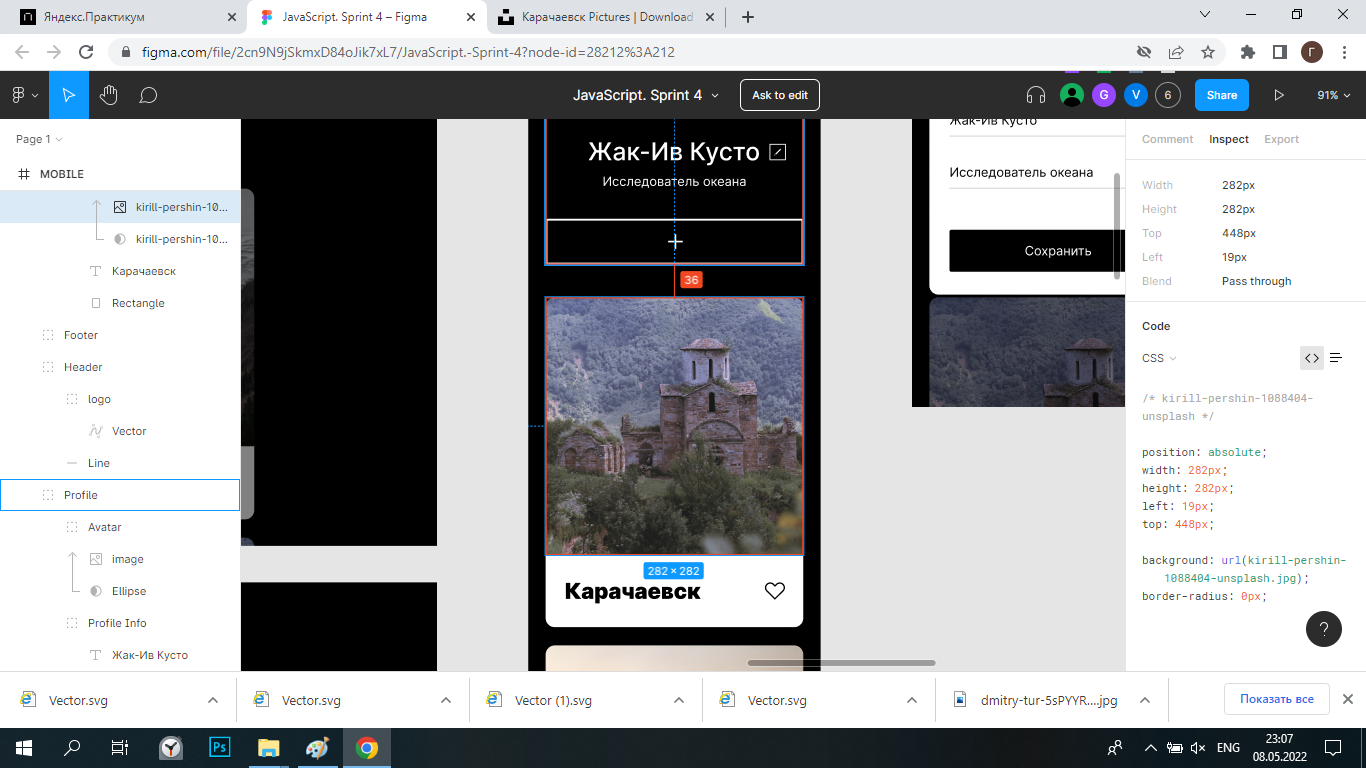 Яндекс.Практикум
JavaScript. Sprint 4 – Figma
Карачаевск Pictures | Download
figma.com/file/2cn9N9jSkmxD84oJik7xL7/JavaScript.-Sprint-4?node-id=28212%3A212
Г
JavaScript. Sprint 4
Ask to edit
G
V
6
Share
91%
Page 1
MOBILE
kirill-pershin-10...
kirill-pershin-10...
Карачаевск
Rectangle
Footer
Header
logo
Vector
Line
Profile
Avatar
image
Ellipse
Profile Info
Жак-Ив Кусто
Жак-Ив Кусто
Исследователь океана
+
36
282 × 282
Карачаевск
Жак-Ив Кусто
Исследователь океана
Сохранить
Comment
Inspect
Export
Width 282px
Height 282px
Top 448px
Left 19px
Blend Pass through
Code
CSS
/* kirill-pershin-1088404-
unsplash */
position: absolute;
width: 282px;
height: 282px;
left: 19px;
top: 448px;
background: url(kirill-pershin-
1088404-unsplash.jpg);
border-radius: 0px;
?
Vector.svg
Vector.svg
Vector (1).svg
Vector.svg
dmitry-tur-5sPYYR....jpg
Показать все
Ps
ENG
23:07
08.05.2022